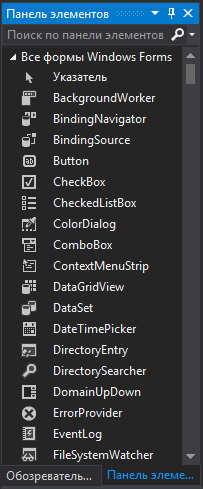 Панель элементов
Поиск по панели элементов
Все формы Windows Forms
Указатель
BackgroundWorker
BindingNavigator
BindingSource
Button
CheckBox
CheckedListBox
ColorDialog
ComboBox
ContextMenuStrip
DataGridView
DataSet
DateTimePicker
DirectoryEntry
DirectorySearcher
DomainUpDown
ErrorProvider
EventLog
FileSystemWatcher
Обозреватель... Панель элеме...